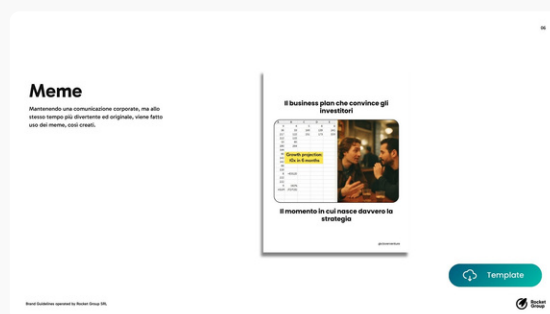 06
Meme
Mantenendo una comunicazione corporate, ma allo
stesso tempo più divertente ed originale, viene fatto
uso dei meme, così creati.
Il business plan che convince gli
investitori
Growth projection:
10x in 6 months
Il momento in cui nasce davvero la
strategia
Template
Brand Guidelines operated by Rocket Group SRL
Rocket
Group